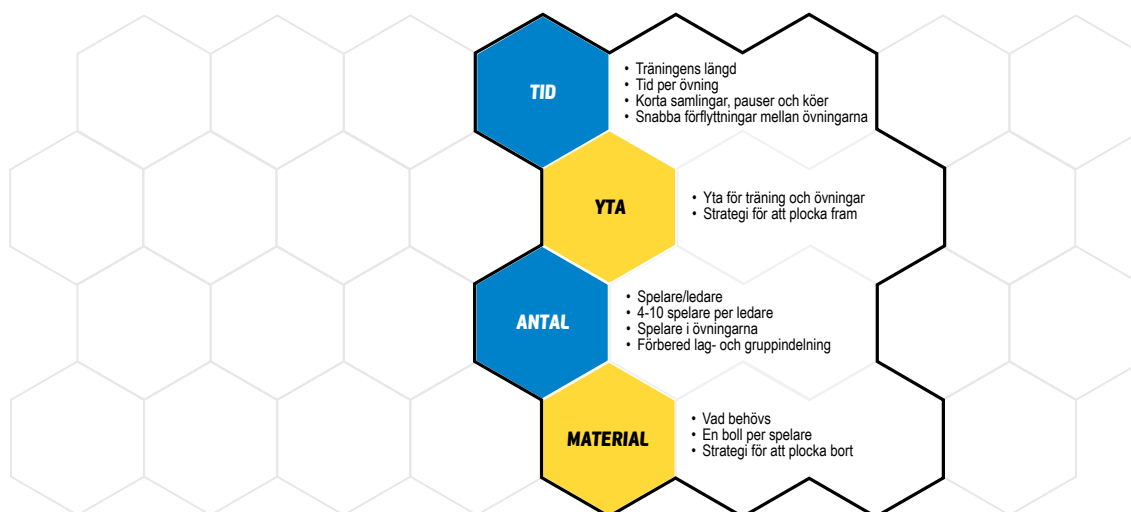 TID
• Träningens längd
• Tid per övning
• Korta samlingar, pauser och köer
• Snabba förflyttningar mellan övningarna
YTA
• Yta för träning och övningar
• Strategi för att plocka fram
ANTAL
• Spelare/ledare
• 4-10 spelare per ledare
• Spelare i övningarna
• Förbered lag- och gruppindelning
MATERIAL
• Vad behövs
• En boll per spelare
• Strategi för att plocka bort